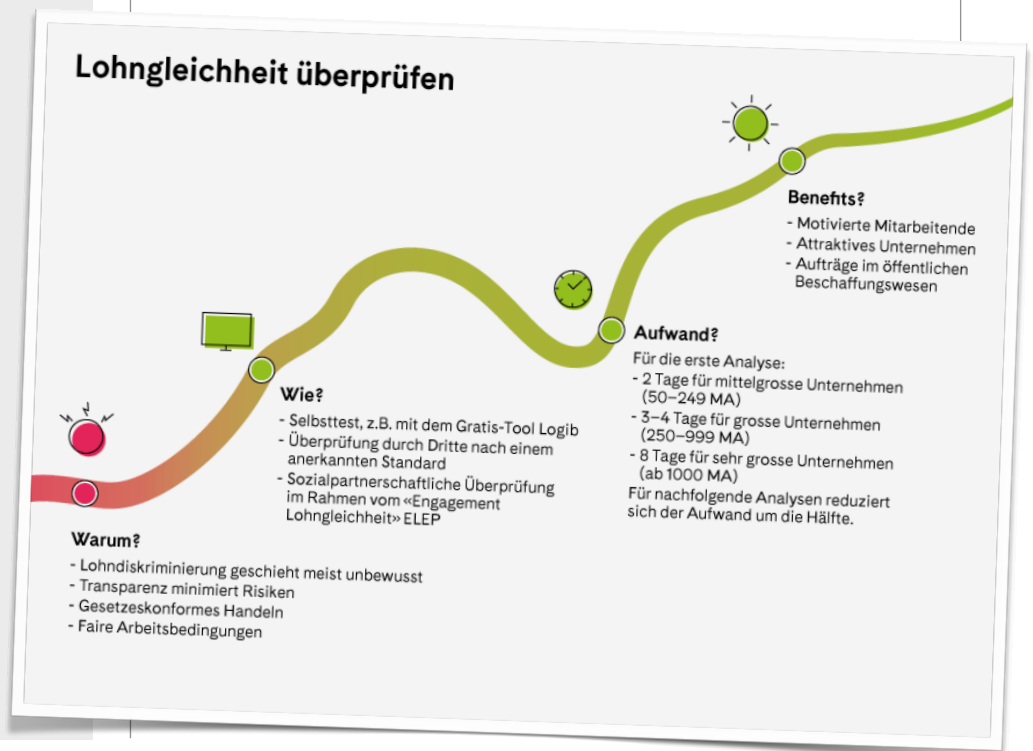 Lohngleichheit überprüfen
Warum?
- Lohndiskriminierung geschieht meist unbewusst
- Transparenz minimiert Risiken
- Gesetzeskonformes Handeln
- Faire Arbeitsbedingungen
Wie?
- Selbsttest, z.B. mit dem Gratis-Tool Logib
- Überprüfung durch Dritte nach einem
anerkannten Standard
- Sozialpartnerschaftliche Überprüfung
im Rahmen vom «Engagement
Lohngleichheit» ELEP
Aufwand?
Für die erste Analyse:
- 2 Tage für mittelgrosse Unternehmen
(50–249 MA)
- 3–4 Tage für grosse Unternehmen
(250–999 MA)
- 8 Tage für sehr grosse Unternehmen
(ab 1000 MA)
Für nachfolgende Analysen reduziert
sich der Aufwand um die Hälfte.
Benefits?
- Motivierte Mitarbeitende
- Attraktives Unternehmen
- Aufträge im öffentlichen
Beschaffungswesen